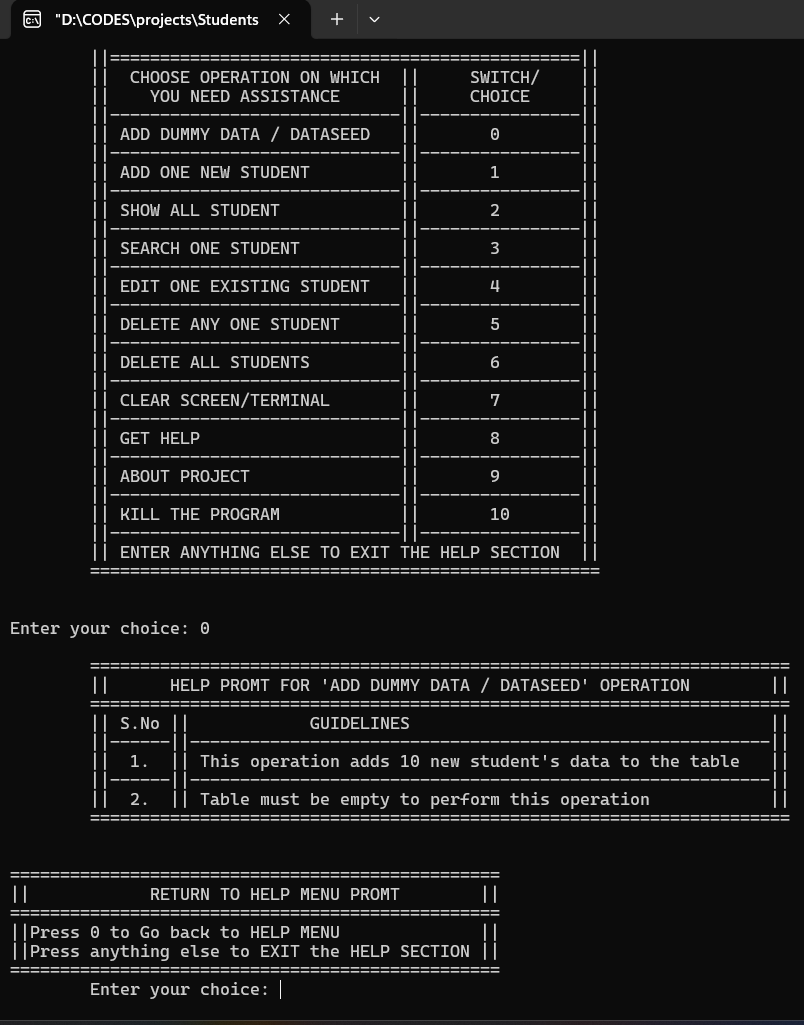 "D:\CODES\projects\Students
||===============================================||
|| CHOOSE OPERATION ON WHICH || SWITCH/ ||
|| YOU NEED ASSISTANCE || CHOICE ||
||-----------------------------||----------------||
|| ADD DUMMY DATA / DATASEED || 0 ||
||-----------------------------||----------------||
|| ADD ONE NEW STUDENT || 1 ||
||-----------------------------||----------------||
|| SHOW ALL STUDENT || 2 ||
||-----------------------------||----------------||
|| SEARCH ONE STUDENT || 3 ||
||-----------------------------||----------------||
|| EDIT ONE EXISTING STUDENT || 4 ||
||-----------------------------||----------------||
|| DELETE ANY ONE STUDENT || 5 ||
||-----------------------------||----------------||
|| DELETE ALL STUDENTS || 6 ||
||-----------------------------||----------------||
|| CLEAR SCREEN/TERMINAL || 7 ||
||-----------------------------||----------------||
|| GET HELP || 8 ||
||-----------------------------||----------------||
|| ABOUT PROJECT || 9 ||
||-----------------------------||----------------||
|| KILL THE PROGRAM || 10 ||
||-----------------------------||----------------||
|| ENTER ANYTHING ELSE TO EXIT THE HELP SECTION ||
===================================================
Enter your choice: 0
======================================================================
|| HELP PROMT FOR 'ADD DUMMY DATA / DATASEED' OPERATION ||
======================================================================
|| S.No || GUIDELINES ||
||------||----------------------------------------------------------||
|| 1. || This operation adds 10 new student's data to the table ||
||------||----------------------------------------------------------||
|| 2. || Table must be empty to perform this operation ||
======================================================================
=================================================
|| RETURN TO HELP MENU PROMT ||
=================================================
||Press 0 to Go back to HELP MENU ||
||Press anything else to EXIT the HELP SECTION ||
=================================================
Enter your choice: